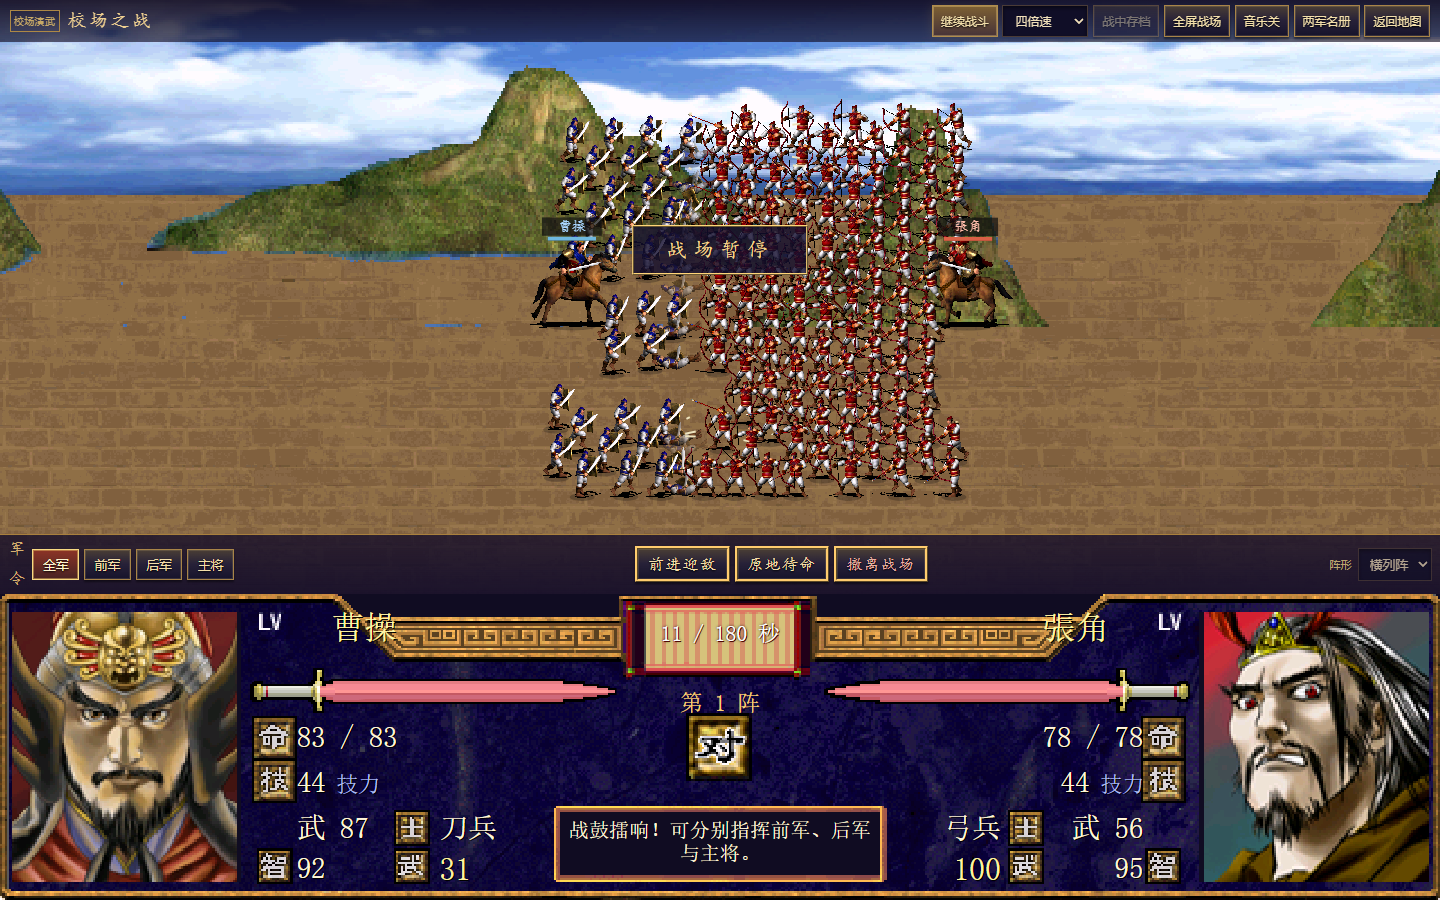 校场演武 校场之战 继续战斗 四倍速 战中存档 全屏战场 音乐关 两军名册 返回地图
曹操 張角
战场暂停
军令 全军 前军 后军 主将 前进迎敌 原地待命 撤离战场 阵形 横列阵
LV 曹操 11 / 180 秒 張角 LV
第 1 阵
命 83 / 83 对 78 / 78 命
技 44 技力 44 技力 技
武 87 士 刀兵 弓兵 士 武 56
智 92 武 31 100 武 95 智
战鼓擂响！可分别指挥前军、后军
与主将。